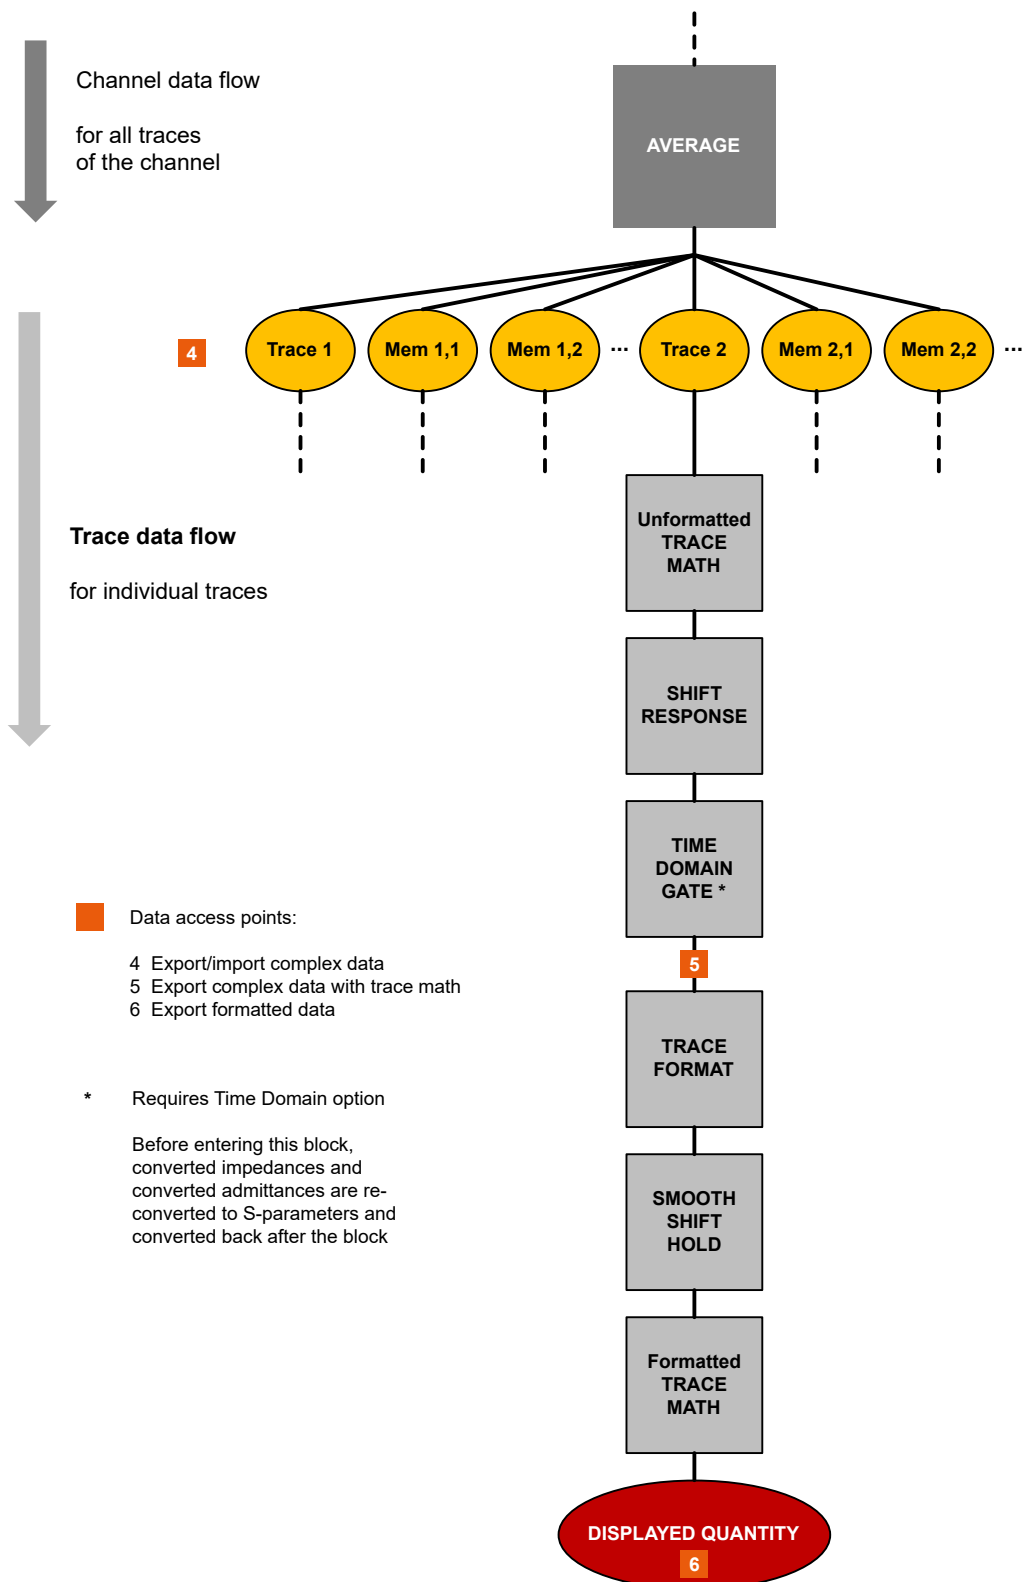 Channel data flow
for all traces
of the channel
AVERAGE
4
Trace 1
Mem 1,1
Mem 1,2
...
Trace 2
Mem 2,1
Mem 2,2
...
Unformatted
TRACE
MATH
Trace data flow
for individual traces
SHIFT
RESPONSE
TIME
DOMAIN
GATE *
5
Data access points:
4 Export/import complex data
5 Export complex data with trace math
6 Export formatted data
TRACE
FORMAT
* Requires Time Domain option
Before entering this block,
converted impedances and
converted admittances are re-
converted to S-parameters and
converted back after the block
SMOOTH
SHIFT
HOLD
Formatted
TRACE
MATH
DISPLAYED QUANTITY
6